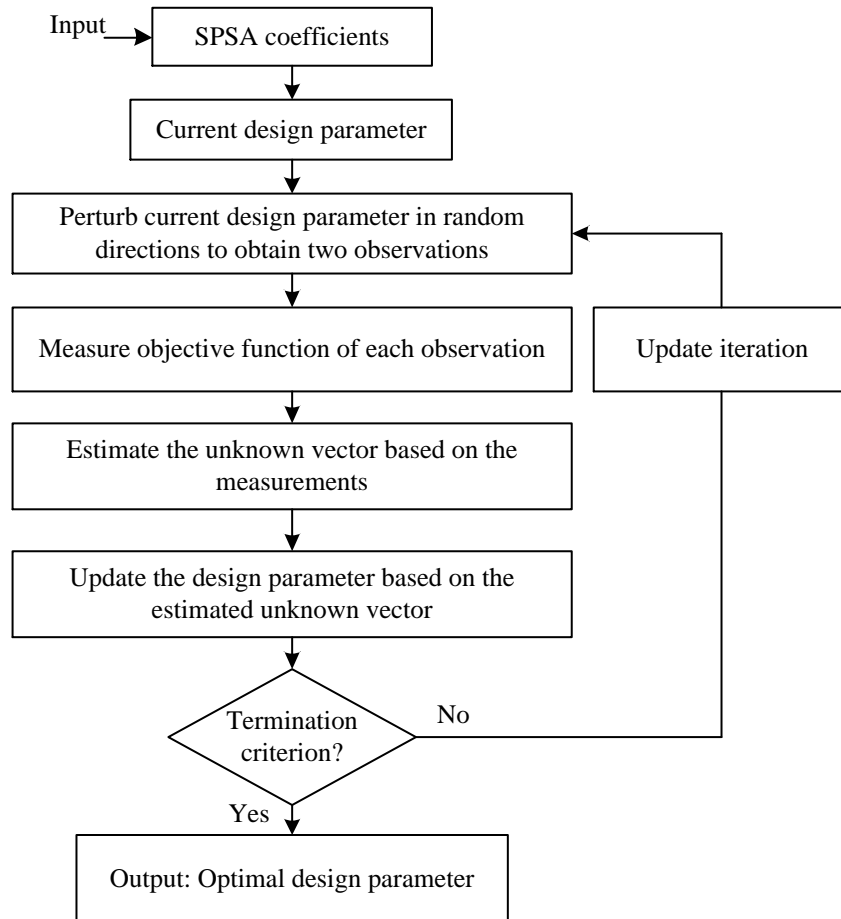 Input
SPSA coefficients
Current design parameter
Perturb current design parameter in random
directions to obtain two observations
Measure objective function of each observation
Update iteration
Estimate the unknown vector based on the
measurements
Update the design parameter based on the
estimated unknown vector
Termination
criterion?
No
Yes
Output: Optimal design parameter